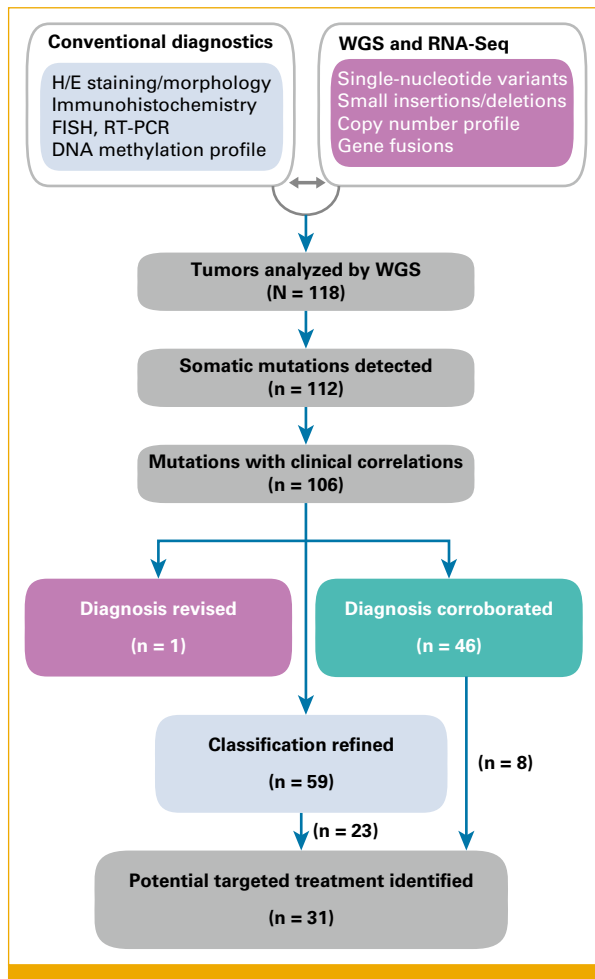 Conventional diagnostics
H/E staining/morphology
Immunohistochemistry
FISH, RT-PCR
DNA methylation profile
WGS and RNA-Seq
Single-nucleotide variants
Small insertions/deletions
Copy number profile
Gene fusions
Tumors analyzed by WGS
(N = 118)
Somatic mutations detected
(n = 112)
Mutations with clinical correlations
(n = 106)
Diagnosis revised
(n = 1)
Diagnosis corroborated
(n = 46)
Classification refined
(n = 59)
(n = 8)
(n = 23)
Potential targeted treatment identified
(n = 31)